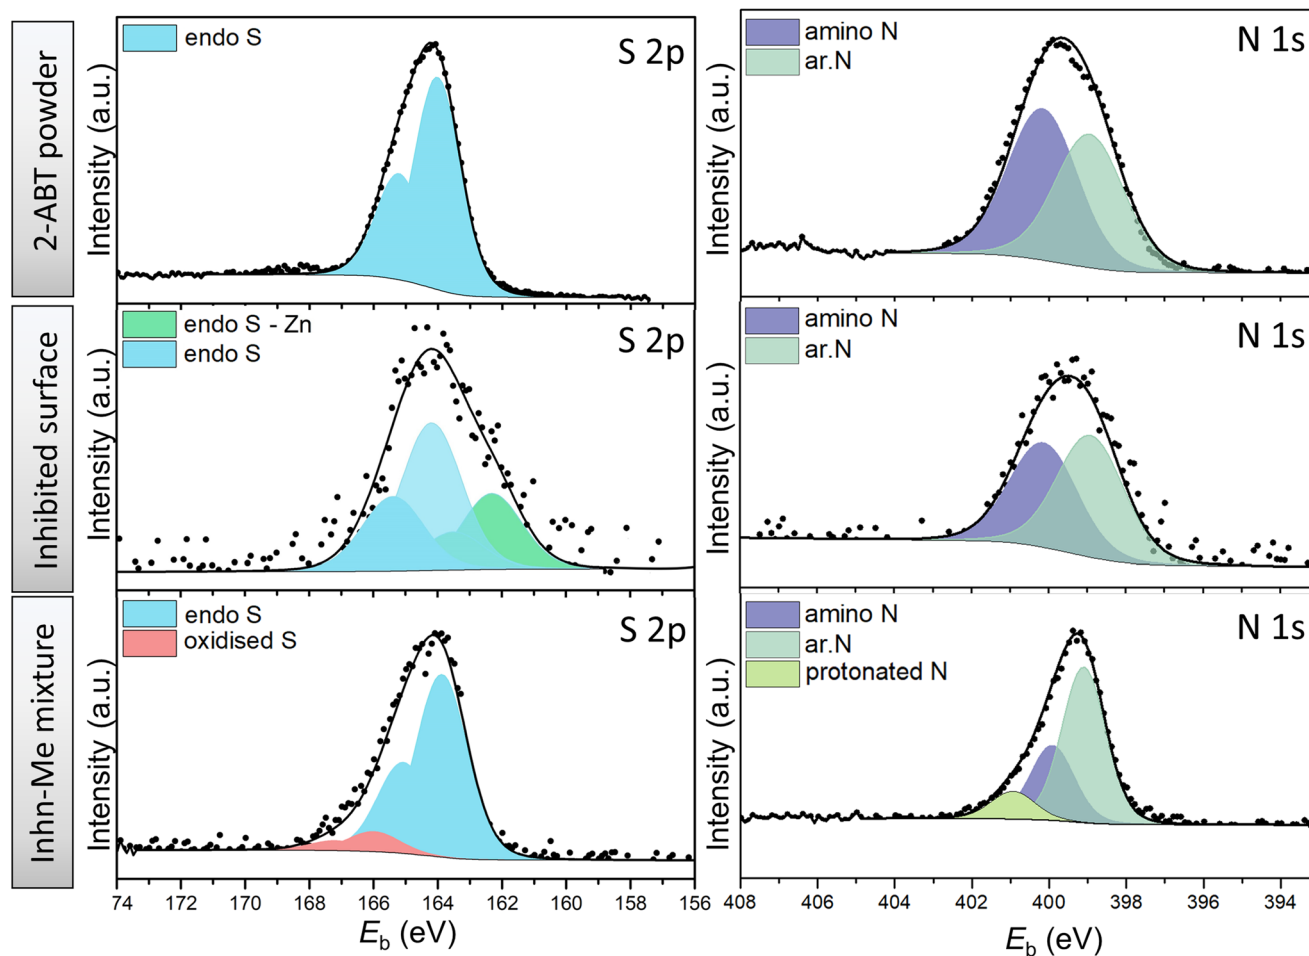 2-ABT powder
Intensity (a.u.)
endo S
S 2p
Intensity (a.u.)
amino N
ar.N
N 1s
Inhibited surface
Intensity (a.u.)
endo S - Zn
endo S
S 2p
Intensity (a.u.)
amino N
ar.N
N 1s
Inhn-Me mixture
Intensity (a.u.)
endo S
oxidised S
S 2p
Intensity (a.u.)
amino N
ar.N
protonated N
N 1s
74 172 170 168 166 164 162 160 158 156
408 406 404 402 400 398 396 394
Eb (eV)
Eb (eV)